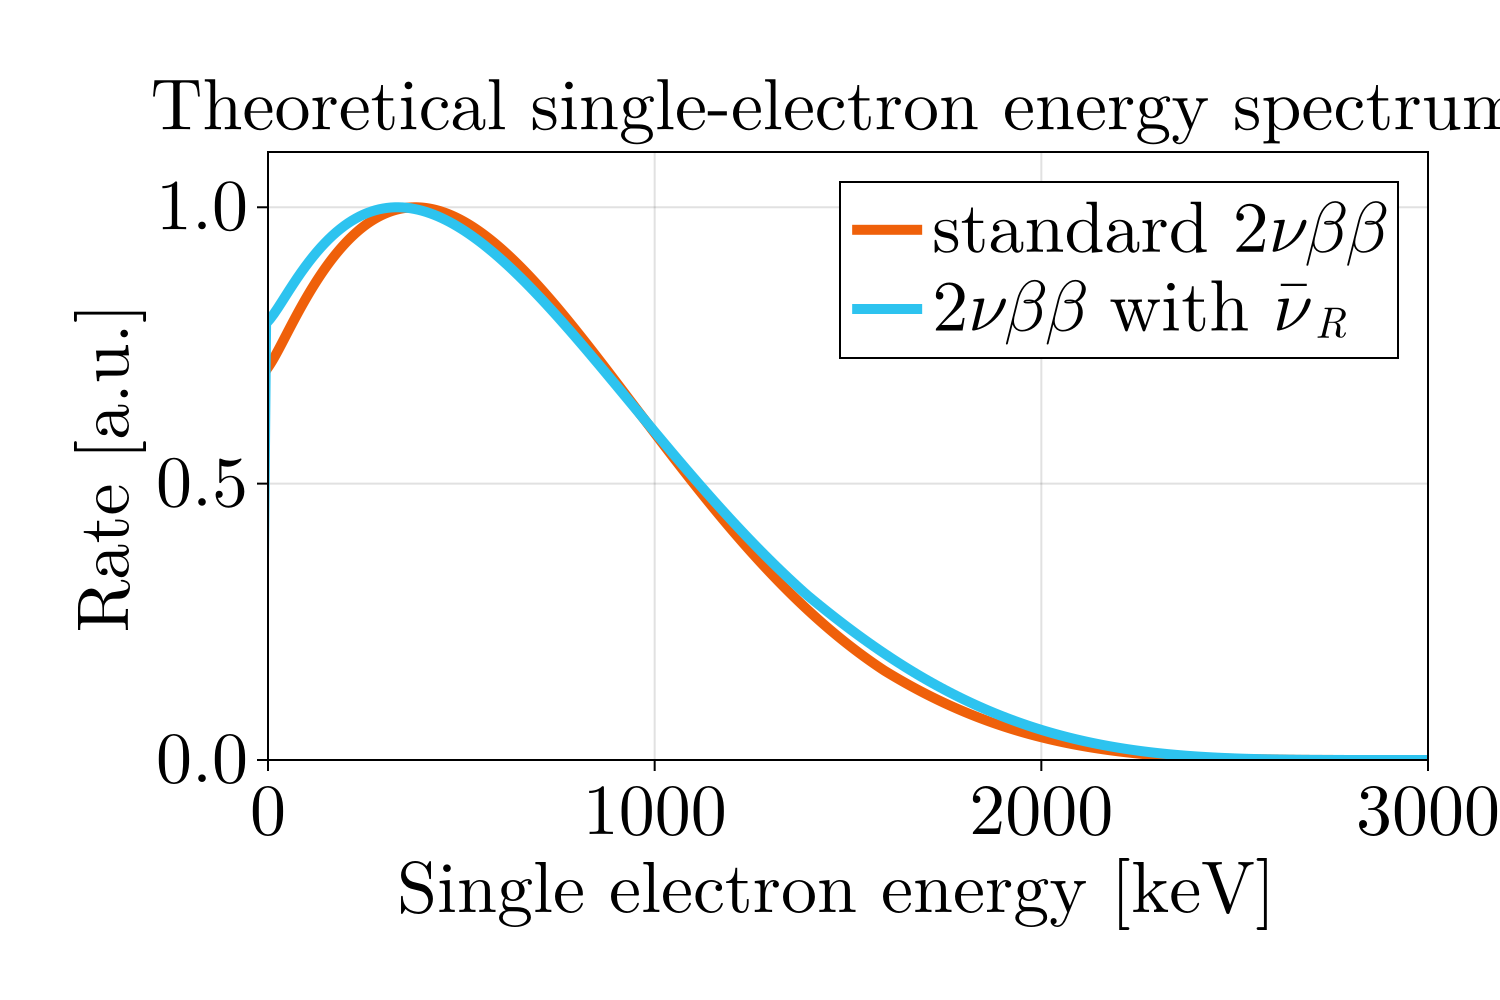 Theoretical single-electron energy spectrum
1.0
0.5
0.0
Rate [a.u.]
standard 2νββ
2νββ with ν̄_R
0 1000 2000 3000
Single electron energy [keV]